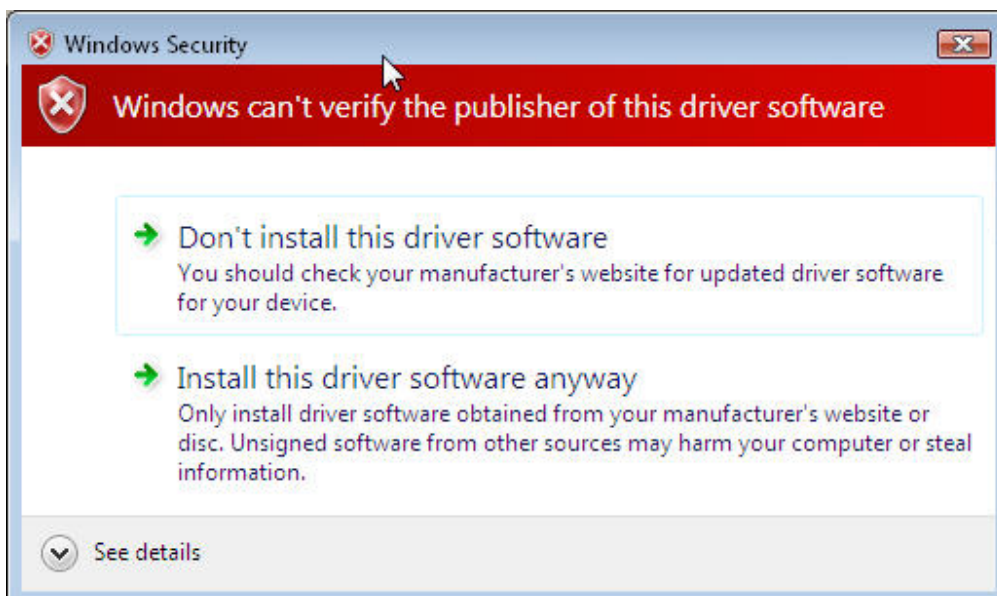 Windows Security
Windows can't verify the publisher of this driver software
Don't install this driver software
You should check your manufacturer's website for updated driver software
for your device.
Install this driver software anyway
Only install driver software obtained from your manufacturer's website or
disc. Unsigned software from other sources may harm your computer or steal
information.
See details